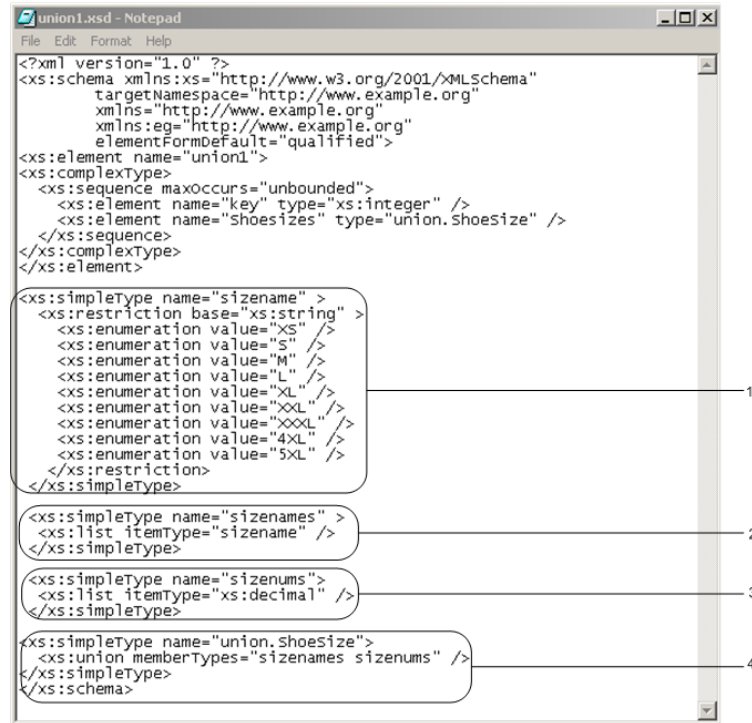 union1.xsd - Notepad
File Edit Format Help
<?xml version="1.0" ?>
<xs:schema xmlns:xs="http://www.w3.org/2001/XMLSchema"
targetNamespace="http://www.example.org"
xmlns="http://www.example.org"
xmlns:eg="http://www.example.org"
elementFormDefault="qualified">
<xs:element name="union1">
<xs:complexType>
<xs:sequence maxOccurs="unbounded">
<xs:element name="key" type="xs:integer" />
<xs:element name="Shoesizes" type="union.ShoeSize" />
</xs:sequence>
</xs:complexType>
</xs:element>
<xs:simpleType name="sizename" >
<xs:restriction base="xs:string" >
<xs:enumeration value="XS" />
<xs:enumeration value="S" />
<xs:enumeration value="M" />
<xs:enumeration value="L" />
<xs:enumeration value="XL" />
<xs:enumeration value="XXL" />
<xs:enumeration value="XXXL" />
<xs:enumeration value="4XL" />
<xs:enumeration value="5XL" />
</xs:restriction>
</xs:simpleType>
1
<xs:simpleType name="sizenames" >
<xs:list itemType="sizename" />
</xs:simpleType>
2
<xs:simpleType name="sizenums">
<xs:list itemType="xs:decimal" />
</xs:simpleType>
3
<xs:simpleType name="union.ShoeSize">
<xs:union memberTypes="sizenames sizenums" />
</xs:simpleType>
</xs:schema>
4